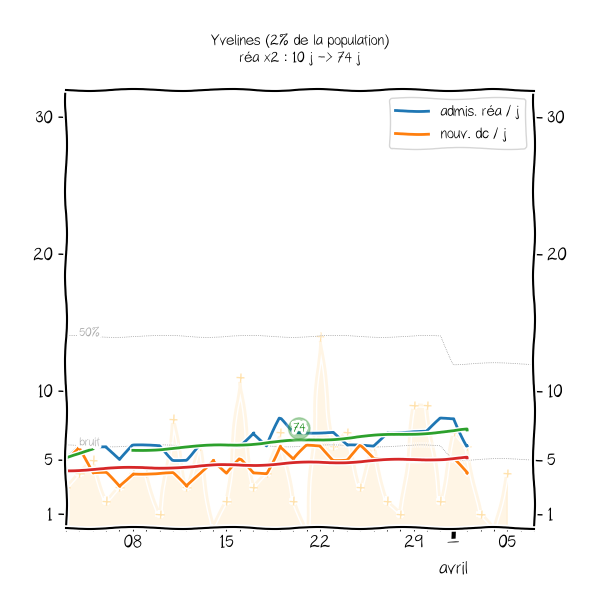 Yvelines (2% de la population)
réa x2 : 10 j -> 74 j
admis. réa / j
nouv. dc / j
30 30
20 20
50%
10 10
74
bruit
5 5
1 1
08 15 22 29 1 05
avril